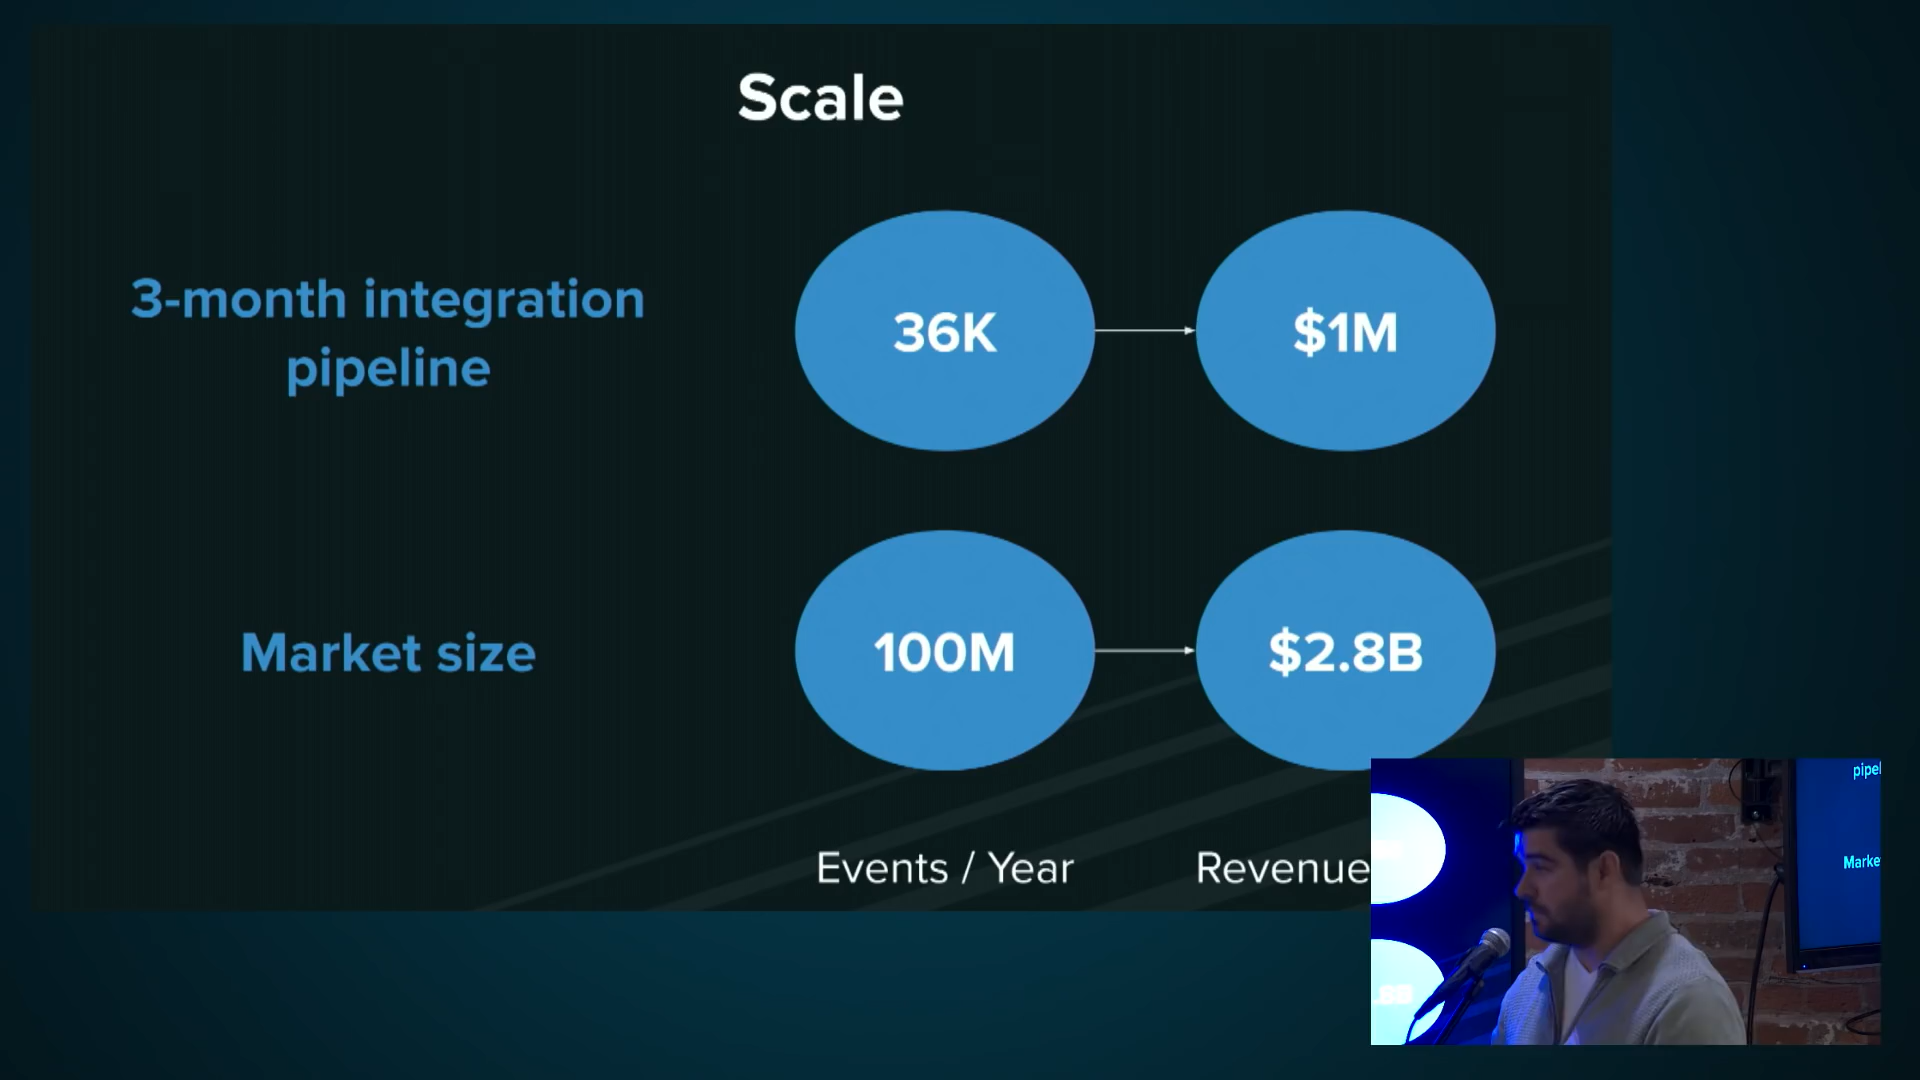 Scale
3-month integration
pipeline
36K
$1M
Market size
100M
$2.8B
Events / Year
Revenue
pipel
Marke